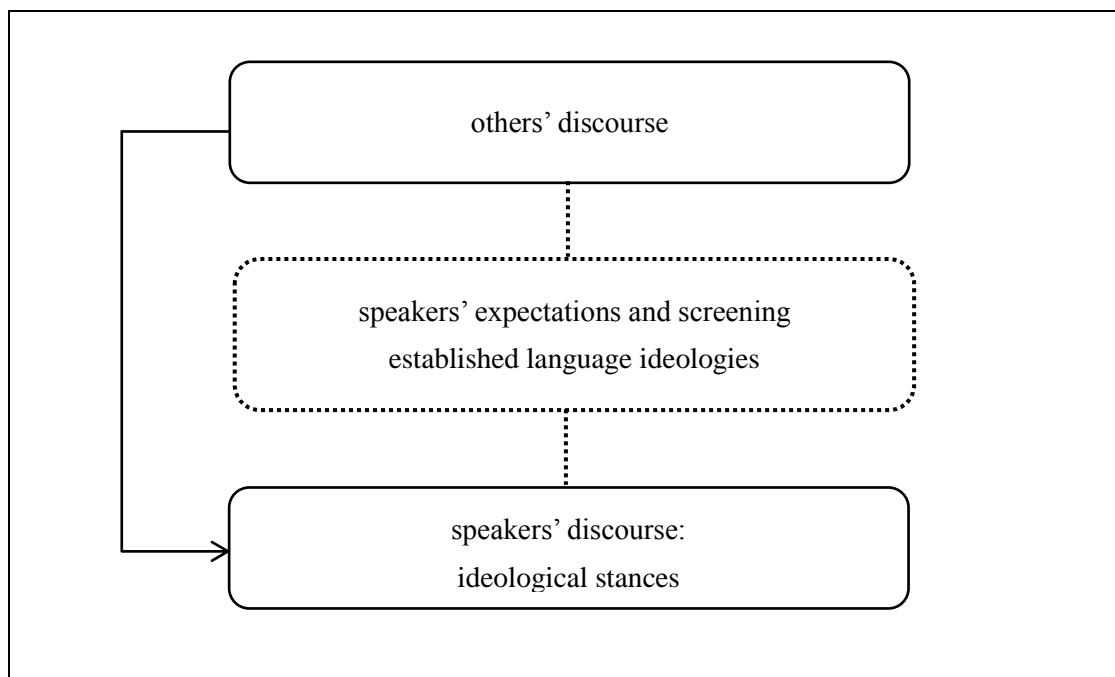 others’ discourse
speakers’ expectations and screening
established language ideologies
speakers’ discourse:
ideological stances